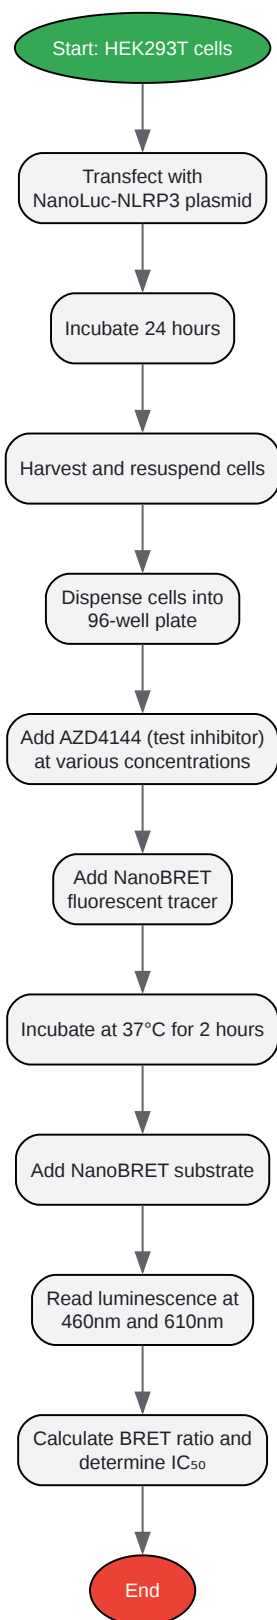 Start: HEK293T cells
Transfect with
NanoLuc-NLRP3 plasmid
Incubate 24 hours
Harvest and resuspend cells
Dispense cells into
96-well plate
Add AZD4144 (test inhibitor)
at various concentrations
Add NanoBRET
fluorescent tracer
Incubate at 37°C for 2 hours
Add NanoBRET substrate
Read luminescence at
460nm and 610nm
Calculate BRET ratio and
determine IC₅₀
End